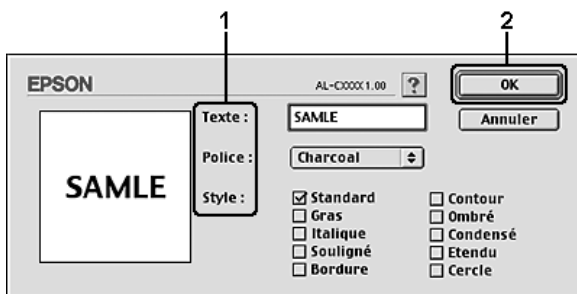 1 2
EPSON AL-CXXXX 1.00 ? OK
Texte : SAMLE Annuler
Police : Charcoal
SAMLE
Style : Standard Contour
Gras Ombré
Italique Condensé
Souligné Etendu
Bordure Cercle